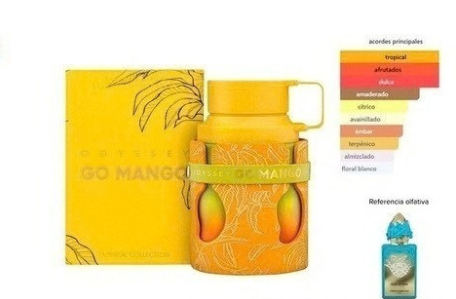 ODYSSEY
GO MANGO
ODYSSEY GO MANGO
COLLECTION
acordes principales
tropical
afrutados
dulce
amaderado
cítrico
avainillado
ámbar
terpénico
almizclado
floral blanco
Referencia olfativa